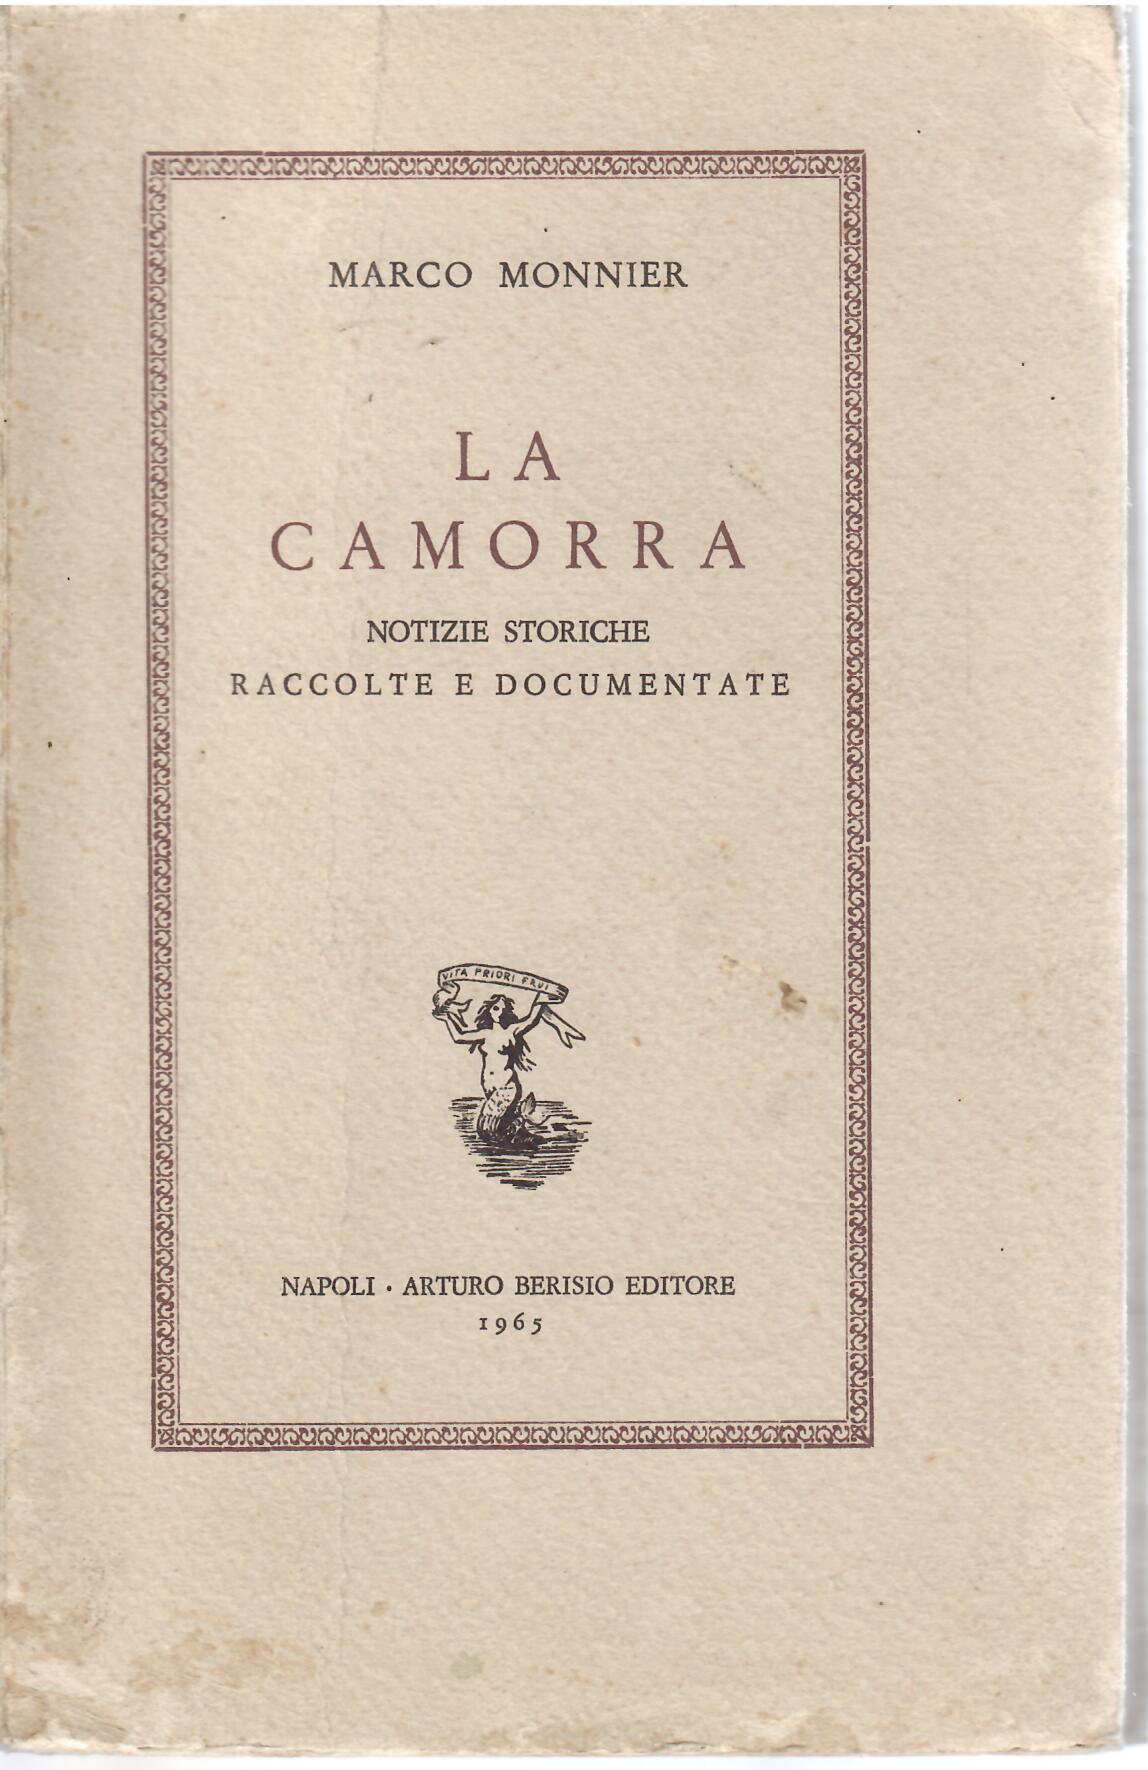 MARCO MONNIER
LA
CAMORRA
NOTIZIE STORICHE
RACCOLTE E DOCUMENTATE
VITA PRIORI FRUI
NAPOLI • ARTURO BERISIO EDITORE
1965